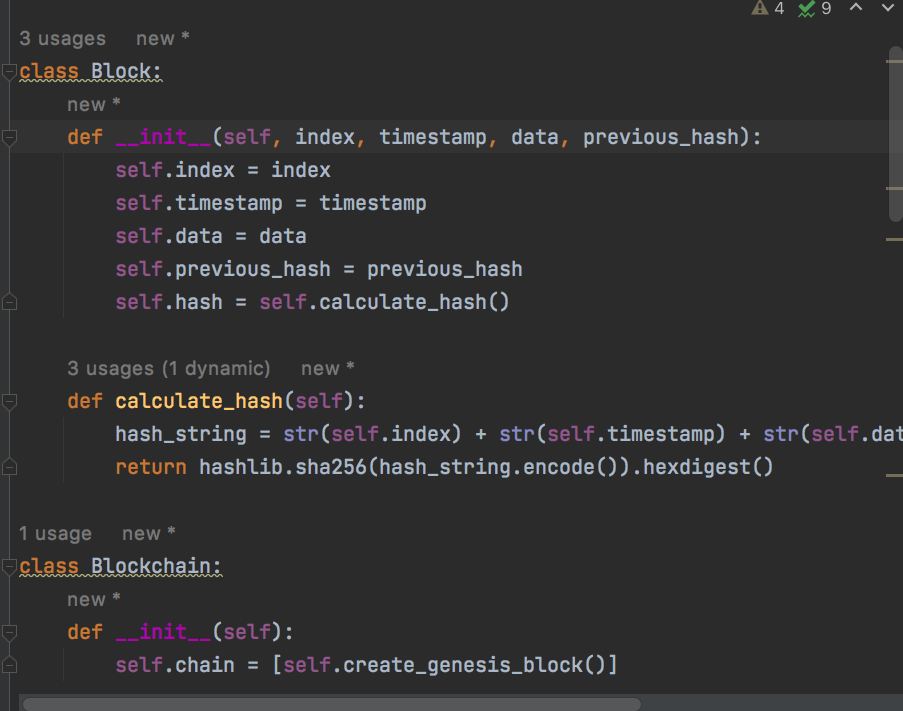 4 9
3 usages new *
class Block:
new *
def __init__(self, index, timestamp, data, previous_hash):
self.index = index
self.timestamp = timestamp
self.data = data
self.previous_hash = previous_hash
self.hash = self.calculate_hash()
3 usages (1 dynamic) new *
def calculate_hash(self):
hash_string = str(self.index) + str(self.timestamp) + str(self.dat
return hashlib.sha256(hash_string.encode()).hexdigest()
1 usage new *
class Blockchain:
new *
def __init__(self):
self.chain = [self.create_genesis_block()]